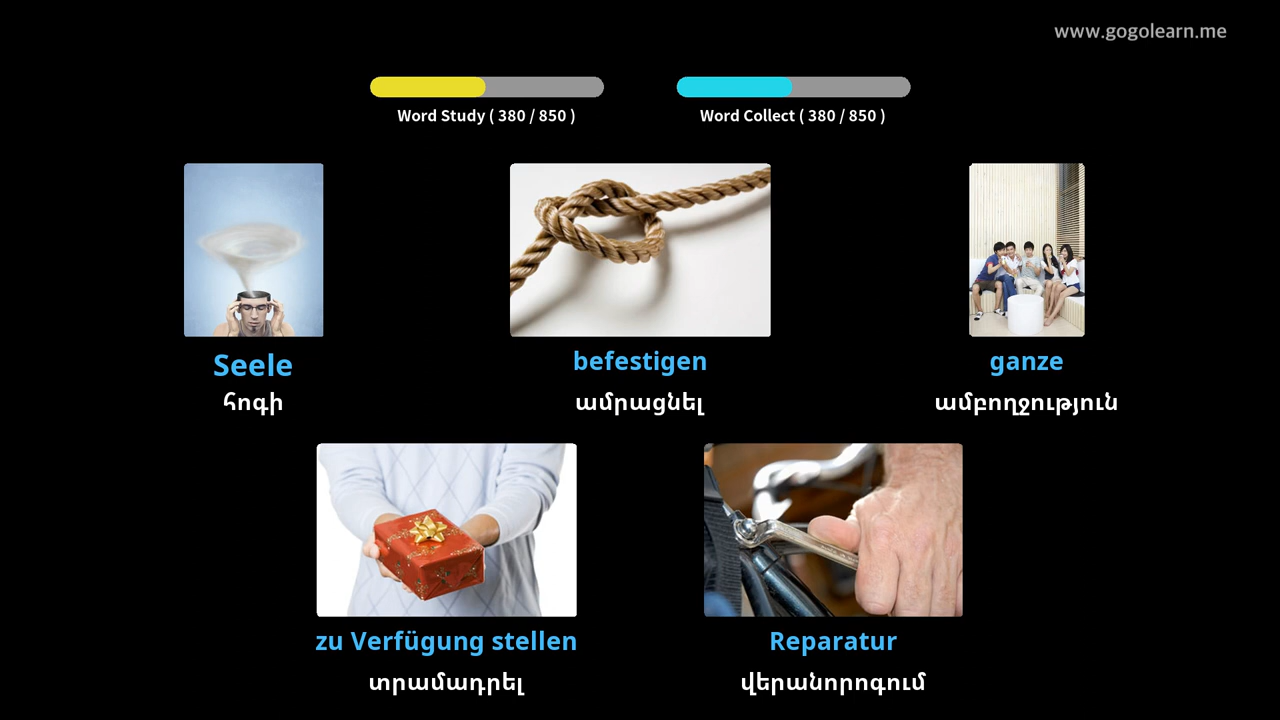 www.gogolearn.me
Word Study ( 380 / 850 )
Word Collect ( 380 / 850 )
Seele
հոգի
befestigen
ամրացնել
ganze
ամբողջություն
zu Verfügung stellen
տրամադրել
Reparatur
վերանորոգում